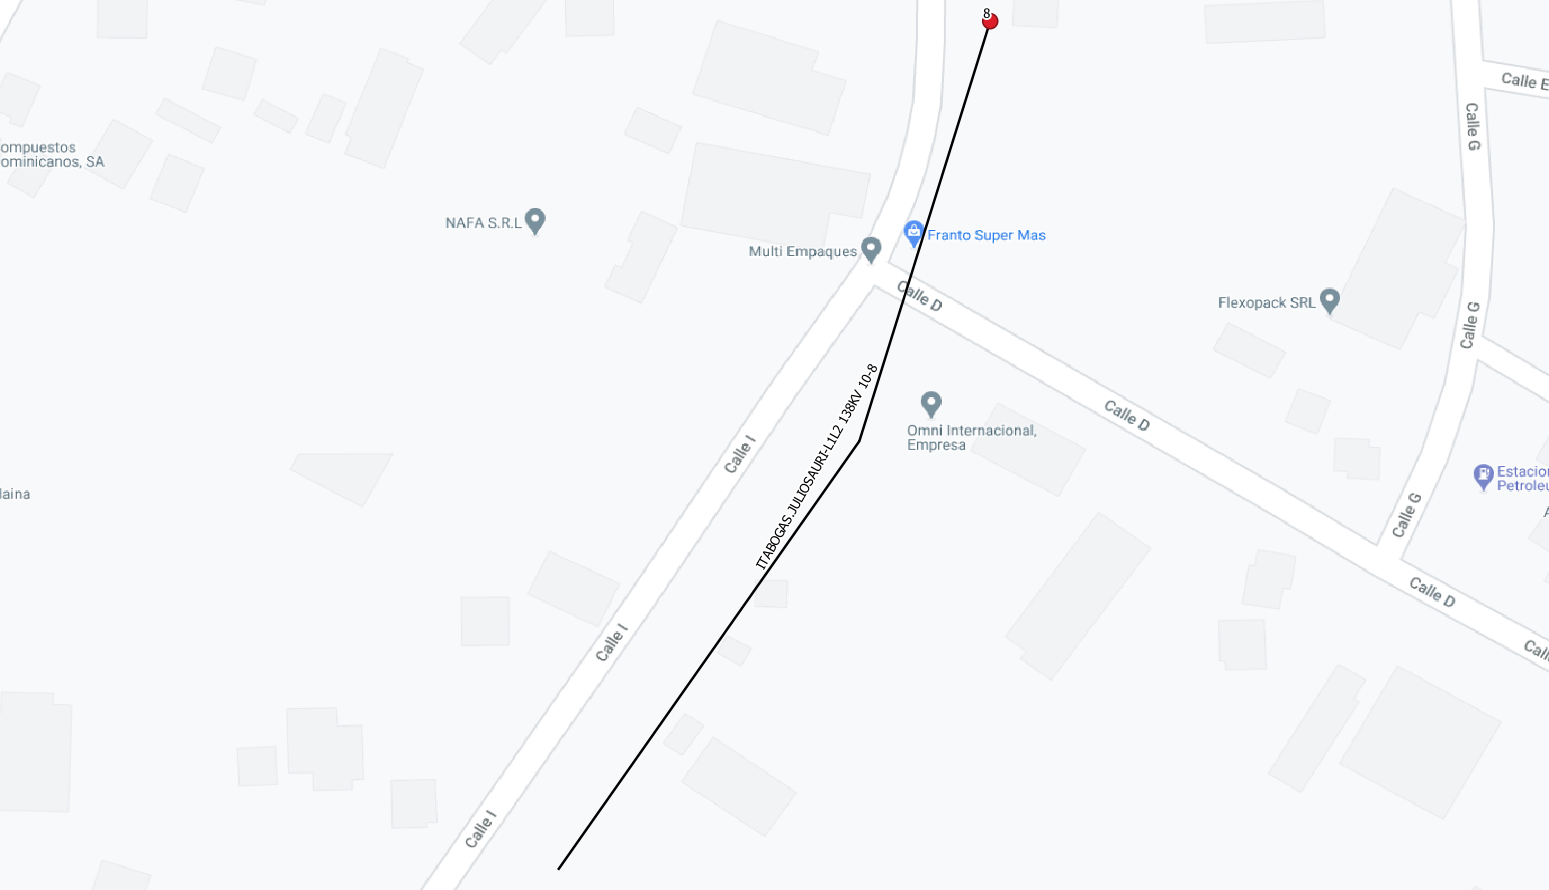 8
Calle E
Calle G
ompuestos
ominicanos, SA
NAFA S.R.L
Multi Empaques
Franto Super Mas
Calle D
Flexopack SRL
Calle G
ITABOGAS.JULIOSAURI-L1L2 138KV 10-8
Calle D
Omni Internacional,
Empresa
Calle I
Estacion
Petroleu
laina
Calle G
A
Calle D
Calle I
Calle
Calle I